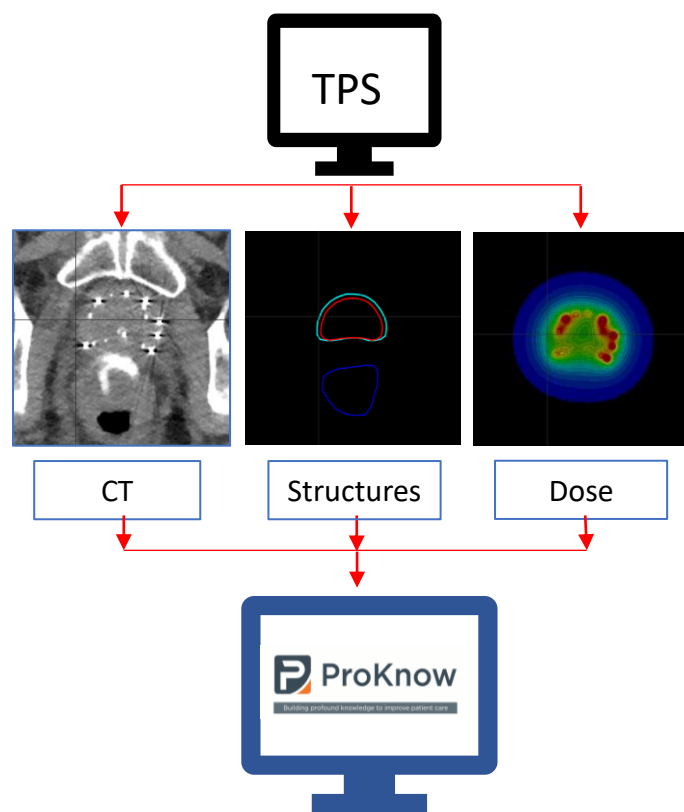 TPS
CT
Structures
Dose
ProKnow
Building profound knowledge to improve patient care